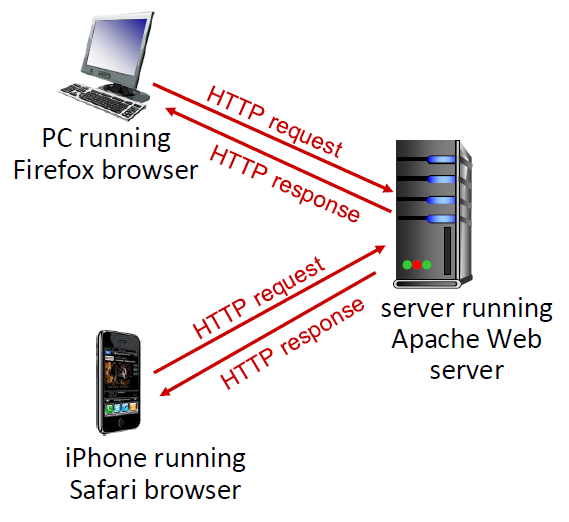 HTTP request
PC running
Firefox browser
HTTP response
HTTP request
server running
Apache Web
server
HTTP response
iPhone running
Safari browser